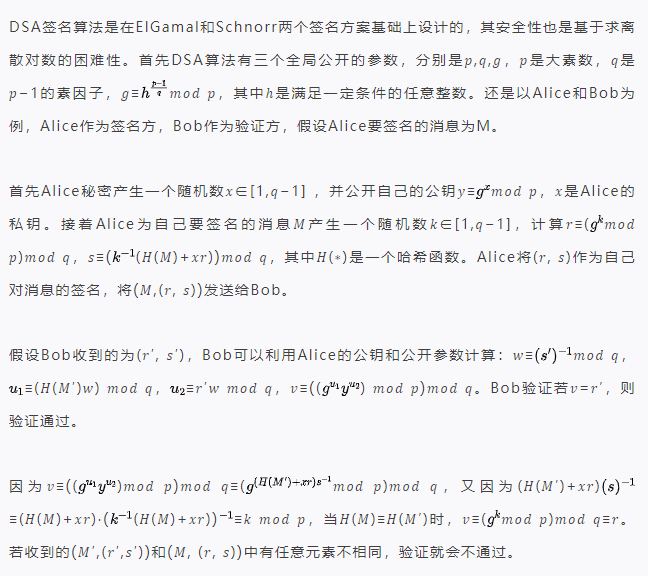 DSA签名算法是在ElGamal和Schnorr两个签名方案基础上设计的，其安全性也是基于求离
散对数的困难性。首先DSA算法有三个全局公开的参数，分别是p,q,g，p是大素数，q是
p−1的素因子，g≡h^{\frac{p-1}{q}} mod p，其中h是满足一定条件的任意整数。还是以Alice和Bob为
例，Alice作为签名方，Bob作为验证方，假设Alice要签名的消息为M。
首先Alice秘密产生一个随机数x∈[1,q−1]，并公开自己的公钥y≡g^x mod p，x是Alice的
私钥。接着Alice为自己要签名的消息M产生一个随机数k∈[1,q−1]，计算r≡(g^k mod
p)mod q，s≡(k^{−1}(H(M)+xr))mod q，其中H(∗)是一个哈希函数。Alice将(r, s)作为自己
对消息的签名，将(M,(r, s))发送给Bob。
假设Bob收到的为(r′, s′)，Bob可以利用Alice的公钥和公开参数计算：w≡(s′)^{−1}mod q，
u_1≡(H(M′)w) mod q，u_2≡r′w mod q，v≡((g^{u_1}y^{u_2}) mod p)mod q。Bob验证若v=r′，则
验证通过。
因为v≡((g^{u_1}y^{u_2})mod p)mod q≡(g^{(H(M′)+xr)s^{−1}}mod p)mod q，又因为(H(M′)+xr)(s)^{−1}
≡(H(M)+xr)·(k^{−1}(H(M)+xr))^{−1}≡k mod p，当H(M)≡H(M′)时，v≡(g^k mod p)mod q≡r。
若收到的(M′,(r′,s′))和(M, (r, s))中有任意元素不相同，验证就会不通过。